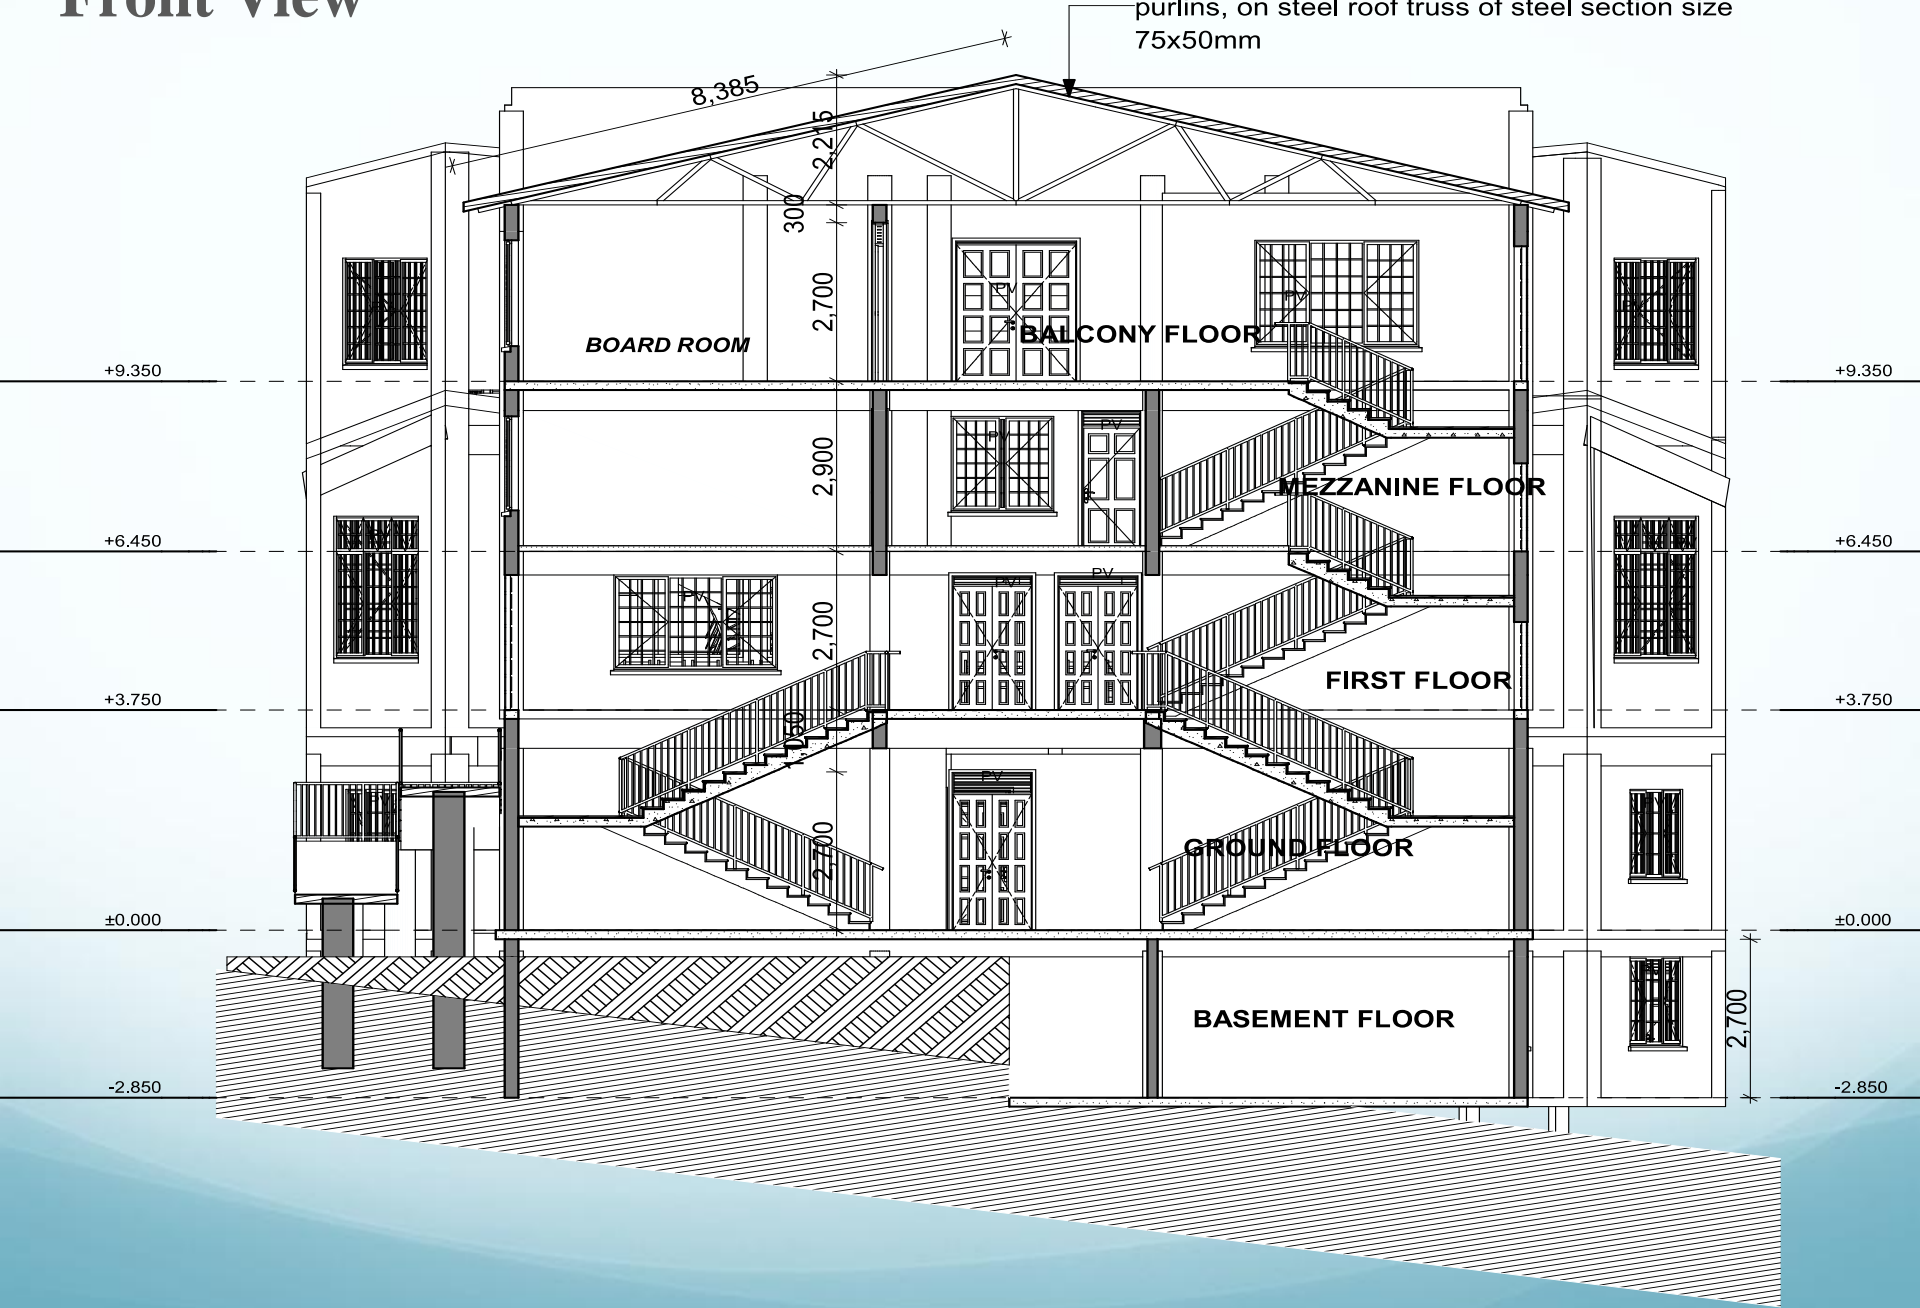 Front View
purlins, on steel roof truss of steel section size
75x50mm
8,385
2,215
300
2,700
PV
PV
BOARD ROOM
BALCONY FLOOR
+9.350
+9.350
PV
PV
2,900
MEZZANINE FLOOR
+6.450
+6.450
PV
PV
PV
2,700
FIRST FLOOR
+3.750
+3.750
1,050
PV
2,700
GROUND FLOOR
±0.000
±0.000
BASEMENT FLOOR
2,700
-2.850
-2.850